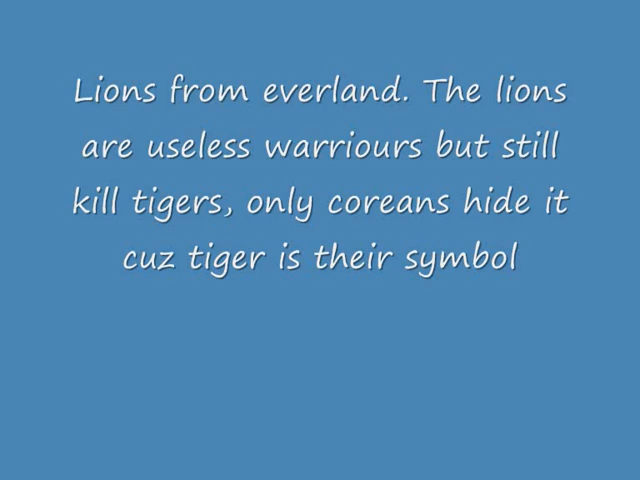 Lions from everland. The lions
are useless warriours but still
kill tigers, only coreans hide it
cuz tiger is their symbol